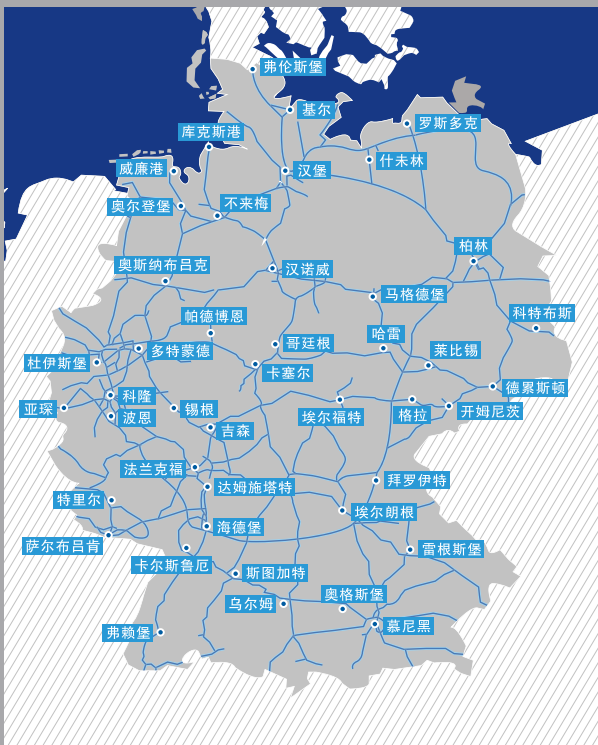 弗伦斯堡
基尔
罗斯多克
库克斯港
什未林
威廉港
汉堡
奥尔登堡
不来梅
柏林
奥斯纳布吕克
汉诺威
马格德堡
科特布斯
帕德博恩
哈雷
哥廷根
多特蒙德
莱比锡
杜伊斯堡
卡塞尔
德累斯顿
科隆
亚琛
锡根
波恩
埃尔福特
格拉
开姆尼茨
吉森
法兰克福
拜罗伊特
达姆施塔特
特里尔
埃尔朗根
海德堡
萨尔布吕肯
雷根斯堡
卡尔斯鲁厄
斯图加特
奥格斯堡
乌尔姆
慕尼黑
弗赖堡